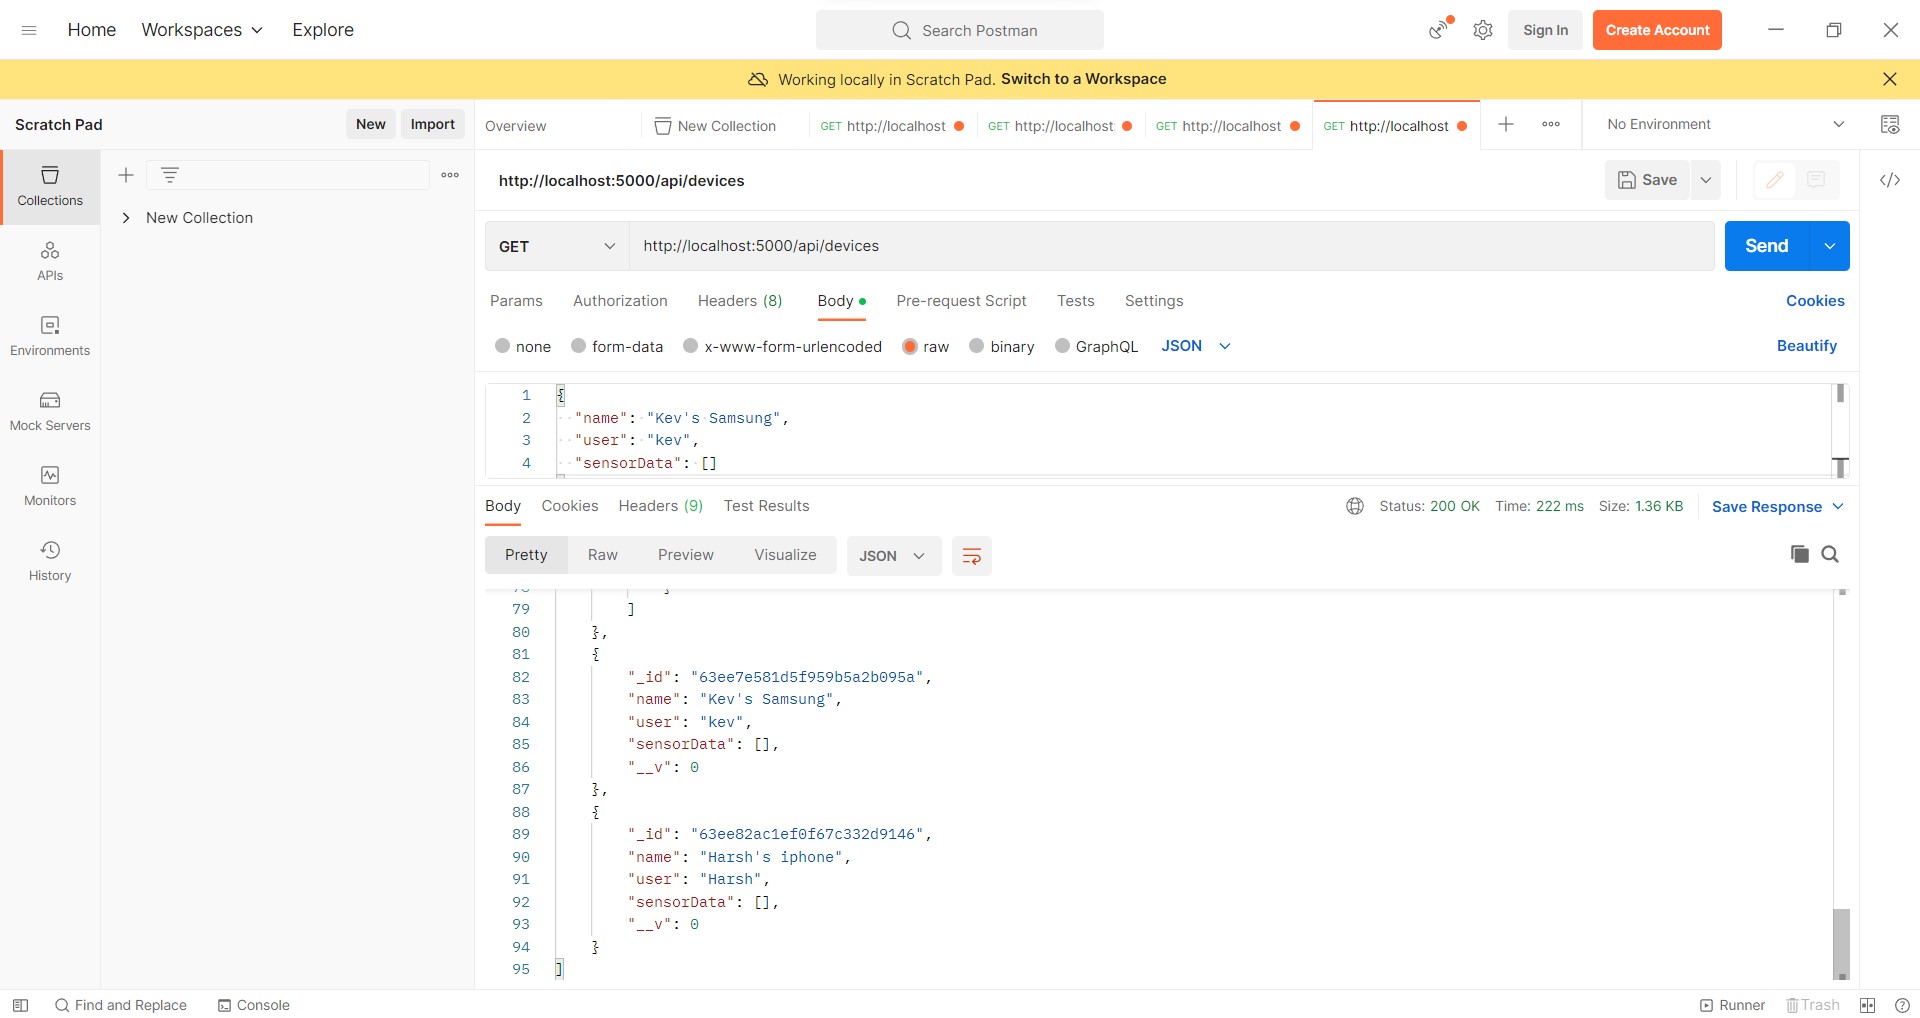 Home Workspaces Explore Search Postman Sign In Create Account
Working locally in Scratch Pad. Switch to a Workspace
Scratch Pad New Import Overview New Collection GET http://localhost GET http://localhost: GET http://localhost GET http://localhost No Environment
Collections
New Collection
APIs
Environments
Mock Servers
Monitors
History
http://localhost:5000/api/devices Save
GET http://localhost:5000/api/devices Send
Params Authorization Headers (8) Body Pre-request Script Tests Settings Cookies
none form-data x-www-form-urlencoded raw binary GraphQL JSON Beautify
1 {
2 "name": "Kev's Samsung",
3 "user": "kev",
4 "sensorData": []
Body Cookies Headers (9) Test Results Status: 200 OK Time: 222 ms Size: 1.36 KB Save Response
Pretty Raw Preview Visualize JSON
79 ]
80 },
81 {
82 "_id": "63ee7e581d5f959b5a2b095a",
83 "name": "Kev's Samsung",
84 "user": "kev",
85 "sensorData": [],
86 "__v": 0
87 },
88 {
89 "_id": "63ee82ac1ef0f67c332d9146",
90 "name": "Harsh's iphone",
91 "user": "Harsh",
92 "sensorData": [],
93 "__v": 0
94 }
95 ]
Find and Replace Console Runner Trash